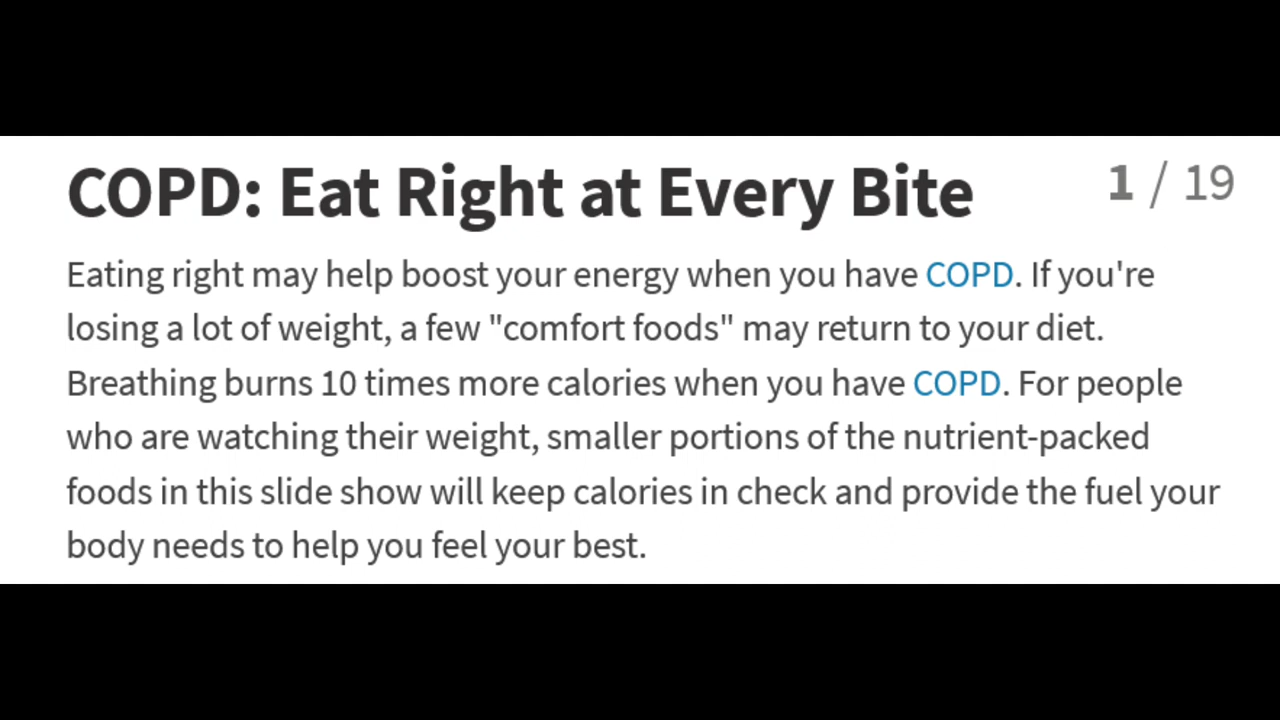 COPD: Eat Right at Every Bite
1 / 19
Eating right may help boost your energy when you have COPD. If you're
losing a lot of weight, a few "comfort foods" may return to your diet.
Breathing burns 10 times more calories when you have COPD. For people
who are watching their weight, smaller portions of the nutrient-packed
foods in this slide show will keep calories in check and provide the fuel your
body needs to help you feel your best.